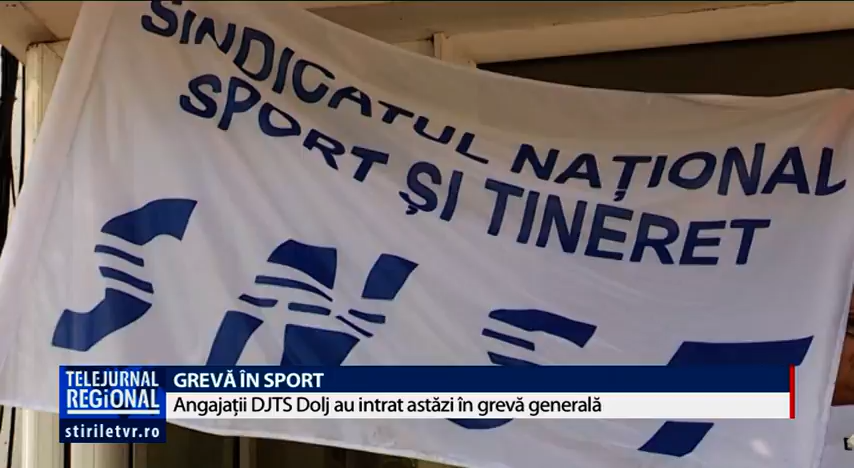 SINDICATUL NAȚIONAL
SPORT ȘI TINERET
SNST
TELEJURNAL
REGIONAL
stiriletvr.ro
GREVĂ ÎN SPORT
Angajații DJTS Dolj au intrat astăzi în grevă generală